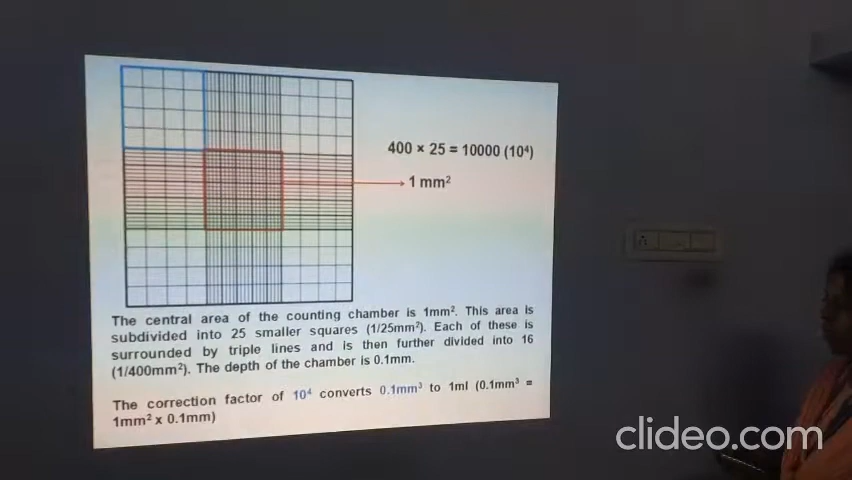 400 × 25 = 10000 (10⁴)
1 mm²
The central area of the counting chamber is 1mm². This area is
subdivided into 25 smaller squares (1/25mm²). Each of these is
surrounded by triple lines and is then further divided into 16
(1/400mm²). The depth of the chamber is 0.1mm.
The correction factor of 10⁴ converts 0.1mm³ to 1ml (0.1mm³ =
1mm² x 0.1mm)
clideo.com